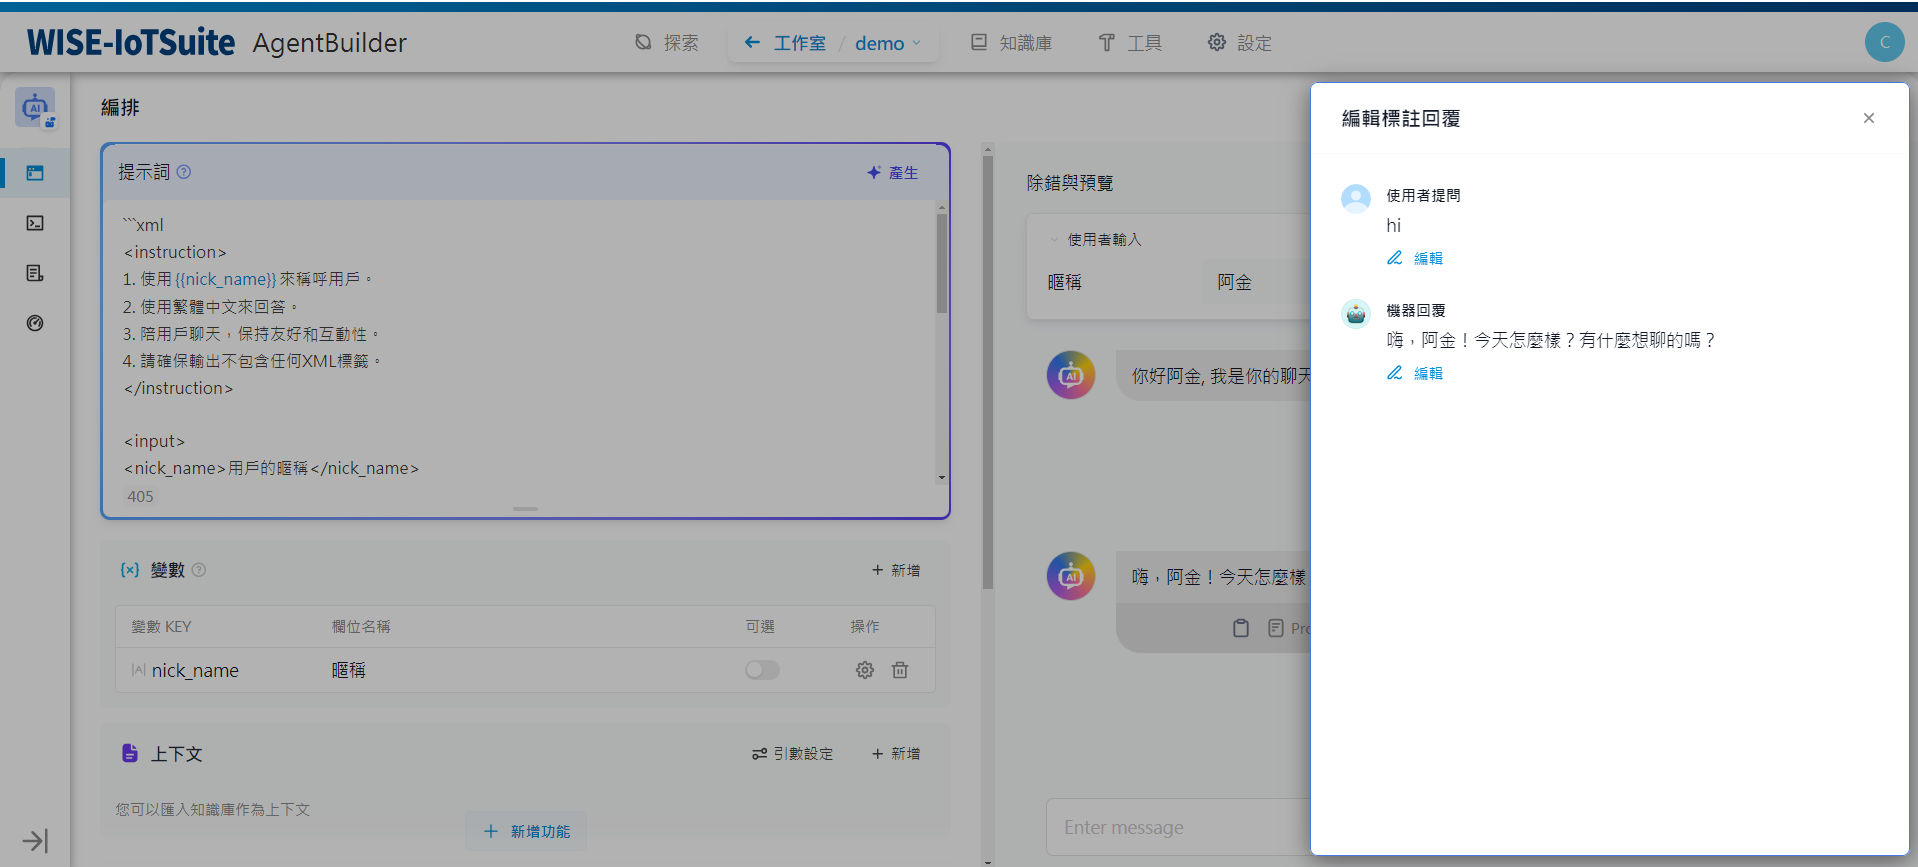 WISE-IoTSuite AgentBuilder
探索
工作室 / demo
知識庫
工具
設定
C
編排
提示詞
產生
```xml
<instruction>
1. 使用{{nick_name}}來稱呼用戶。
2. 使用繁體中文來回答。
3. 陪用戶聊天，保持友好和互動性。
4. 請確保輸出不包含任何XML標籤。
</instruction>
<input>
<nick_name>用戶的暱稱</nick_name>
405
{x} 變數
+ 新增
變數 KEY 欄位名稱 可選 操作
nick_name 暱稱
上下文
引數設定
+ 新增
您可以匯入知識庫作為上下文
+ 新增功能
除錯與預覽
使用者輸入
暱稱 阿金
AI
你好阿金, 我是你的聊天
AI
嗨，阿金！今天怎麼樣
Pro
Enter message
編輯標註回覆
×
使用者提問
hi
編輯
機器回覆
嗨，阿金！今天怎麼樣？有什麼想聊的嗎？
編輯